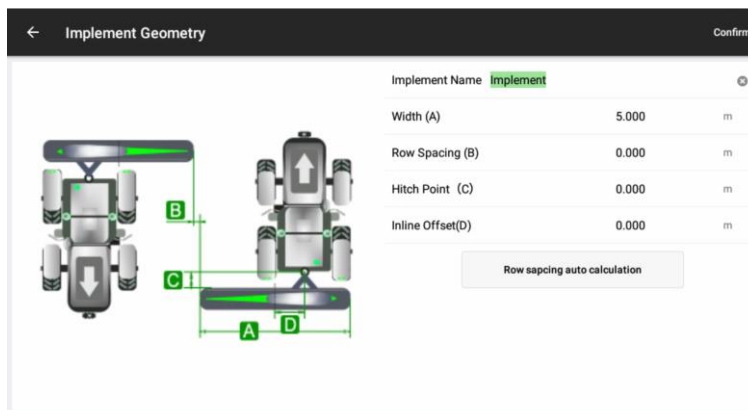 Implement Geometry
Confirm
Implement Name Implement
Width (A) 5.000 m
Row Spacing (B) 0.000 m
Hitch Point (C) 0.000 m
Inline Offset(D) 0.000 m
Row sapcing auto calculation
B
C
A
D